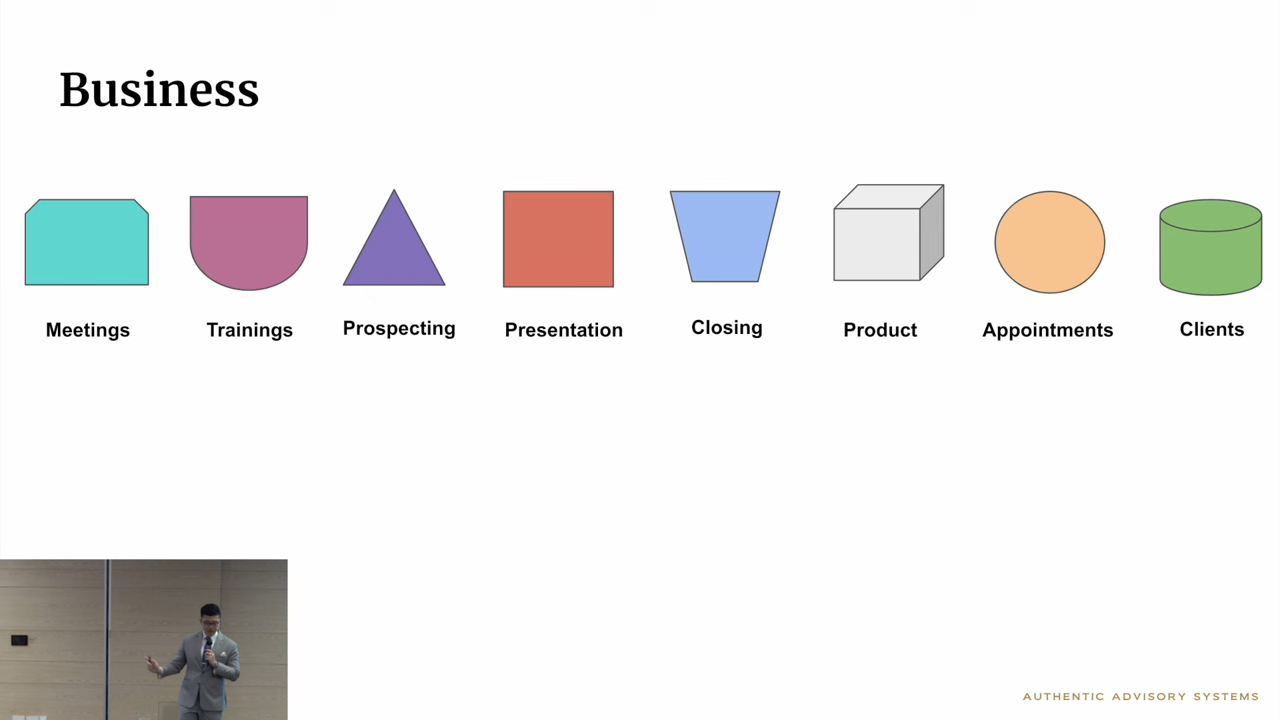 Business
Meetings
Trainings
Prospecting
Presentation
Closing
Product
Appointments
Clients
AUTHENTIC ADVISORY SYSTEMS